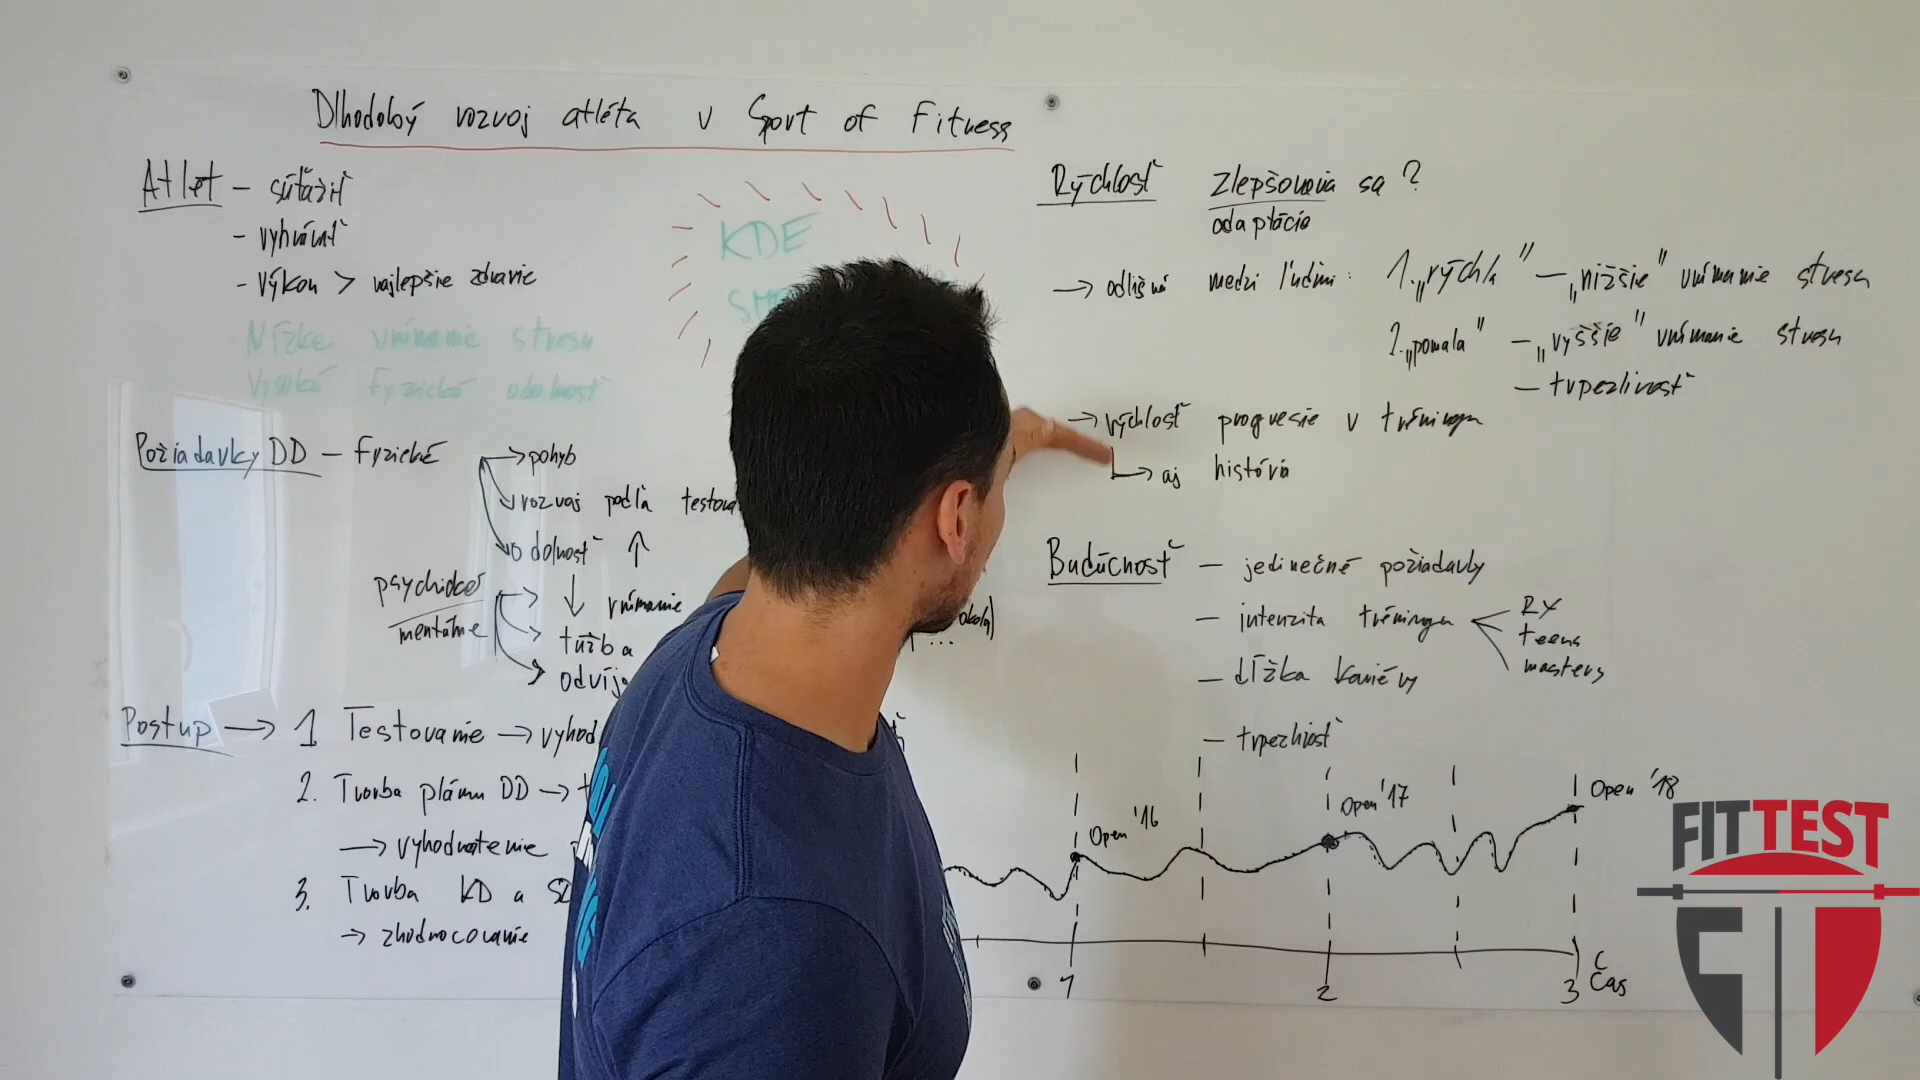 Dlhodobý rozvoj atléta v Sport of Fitness
Atlét - súťažiť
- vyhrávať
- výkon > najlepšie zdravie
Nízke vnímanie stresu
Vysoká fyzická odolnosť
KDE
Požiadavky DD - fyzické
→ pohyb
→ rozvoj podľa
→ odolnosť ↑
psychické
mentálne
→ ↓ vnímanie
→ túžba
→
Postup → 1 Testovanie →
2. Tvorba plánu DD →
→ vyhodnotenie
3. Tvorba KD a
→ zhodnocovanie
Rýchlosť zlepšovania sa?
adaptácia
→ odlišná medzi ľuďmi: 1. „rýchla" - „nižšie" vnímanie stresu
2. „pomala" - „vyššie" vnímanie stresu
- trpezlivosť
→ rýchlosť progresie v tréningu
→ aj história
Budúcnosť - jedinečné požiadavky
- intenzita tréningu < RX
teens
masters
- dĺžka kariéry
- trpezlivosť
Open '16
Open '17
Open '18
1 2 3 Čas
FITTEST